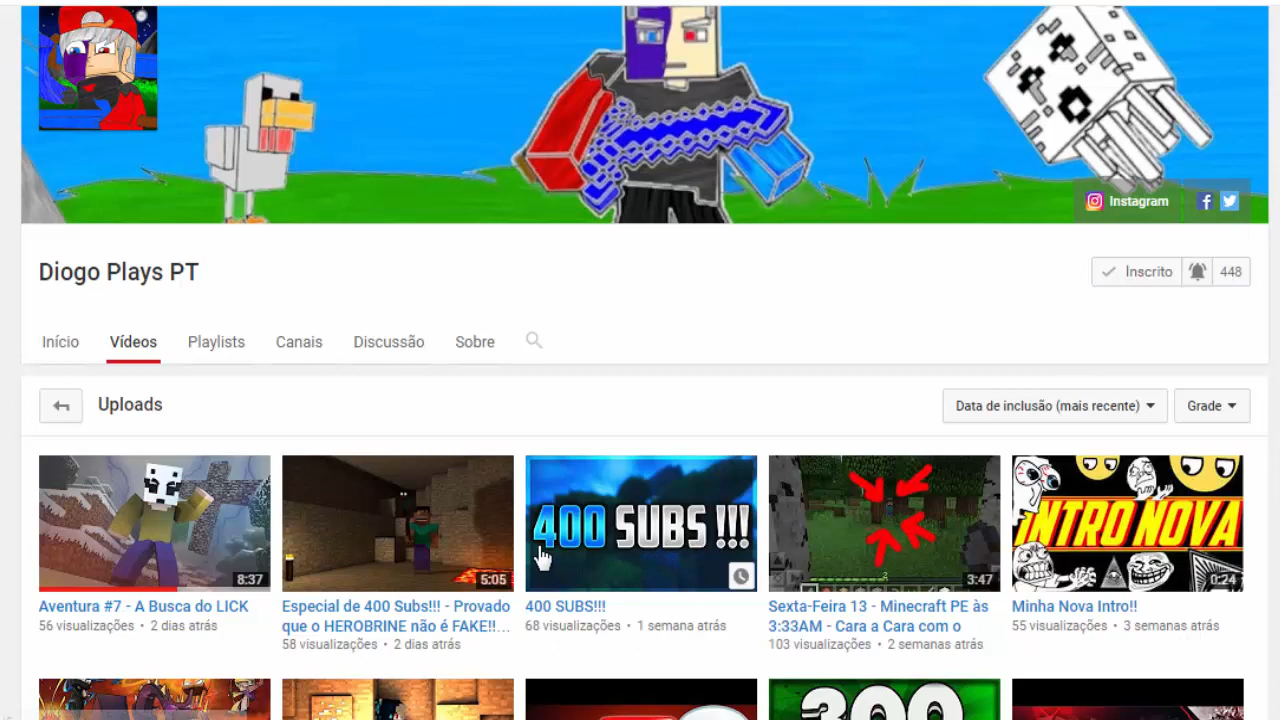 Instagram
Diogo Plays PT
Inscrito 448
Início Vídeos Playlists Canais Discussão Sobre
Uploads
Data de inclusão (mais recente) Grade
8:37
Aventura #7 - A Busca do LICK
56 visualizações • 2 dias atrás
5:05
Especial de 400 Subs!!! - Provado
que o HEROBRINE não é FAKE!!...
58 visualizações • 2 dias atrás
400 SUBS !!!
400 SUBS!!!
68 visualizações • 1 semana atrás
3:47
Sexta-Feira 13 - Minecraft PE às
3:33AM - Cara a Cara com o
103 visualizações • 2 semanas atrás
INTRO NOVA
0:24
Minha Nova Intro!!
55 visualizações • 3 semanas atrás
300